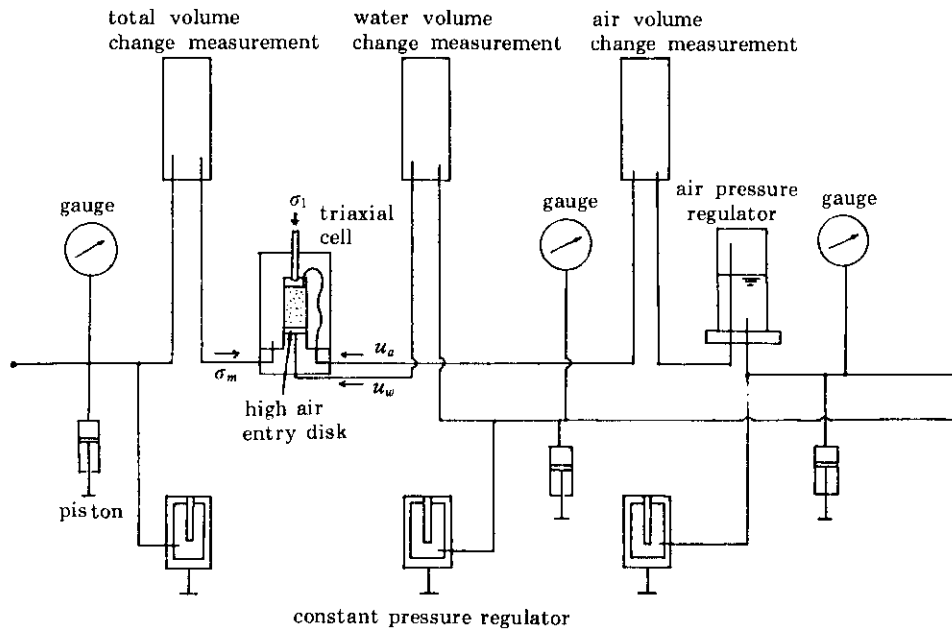 total volume
change measurement
water volume
change measurement
air volume
change measurement
gauge
σ1
triaxial
cell
gauge
air pressure
regulator
gauge
σm
ua
uw
high air
entry disk
piston
constant pressure regulator